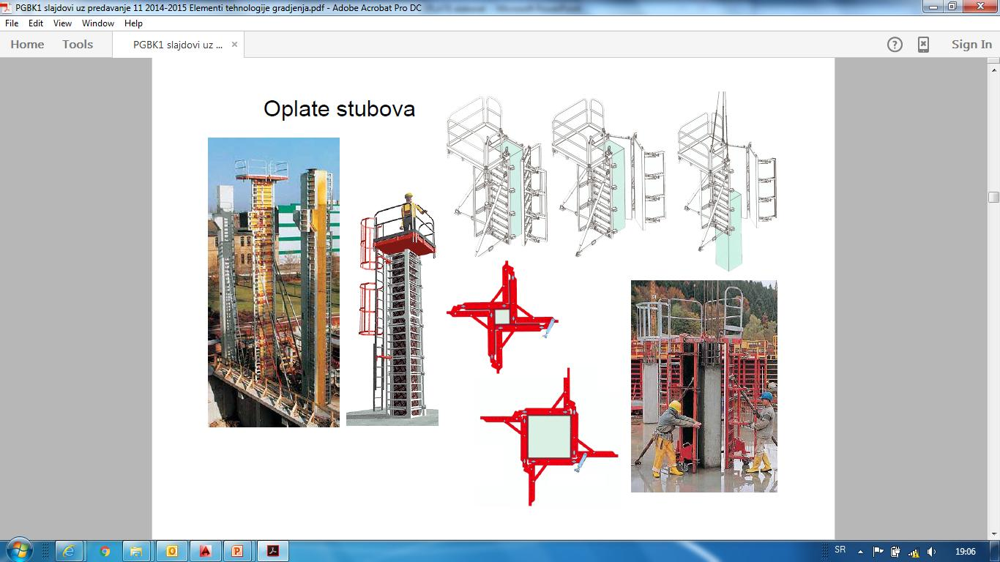 PGBK1 slajdovi uz predavanje 11 2014-2015 Elementi tehnologije gradjenja.pdf - Adobe Acrobat Pro DC
File Edit View Window Help
Home Tools PGBK1 slajdovi uz ... × Sign In
Oplate stubova
SR 19:06